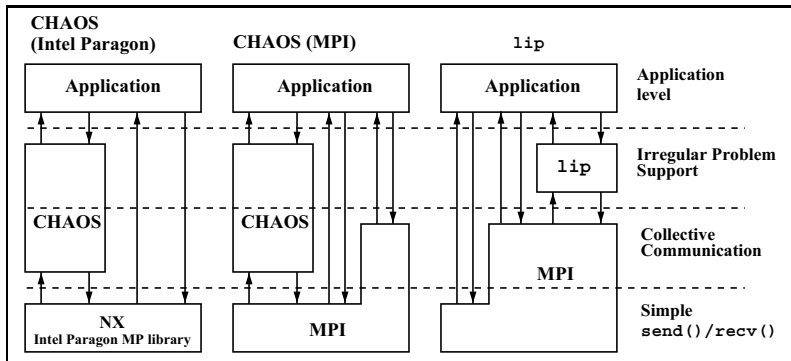 CHAOS
(Intel Paragon)
CHAOS (MPI)
lip
Application
Application
Application
Application
level
lip
Irregular Problem
Support
CHAOS
CHAOS
Collective
Communication
MPI
NX
Intel Paragon MP library
MPI
Simple
send()/recv()